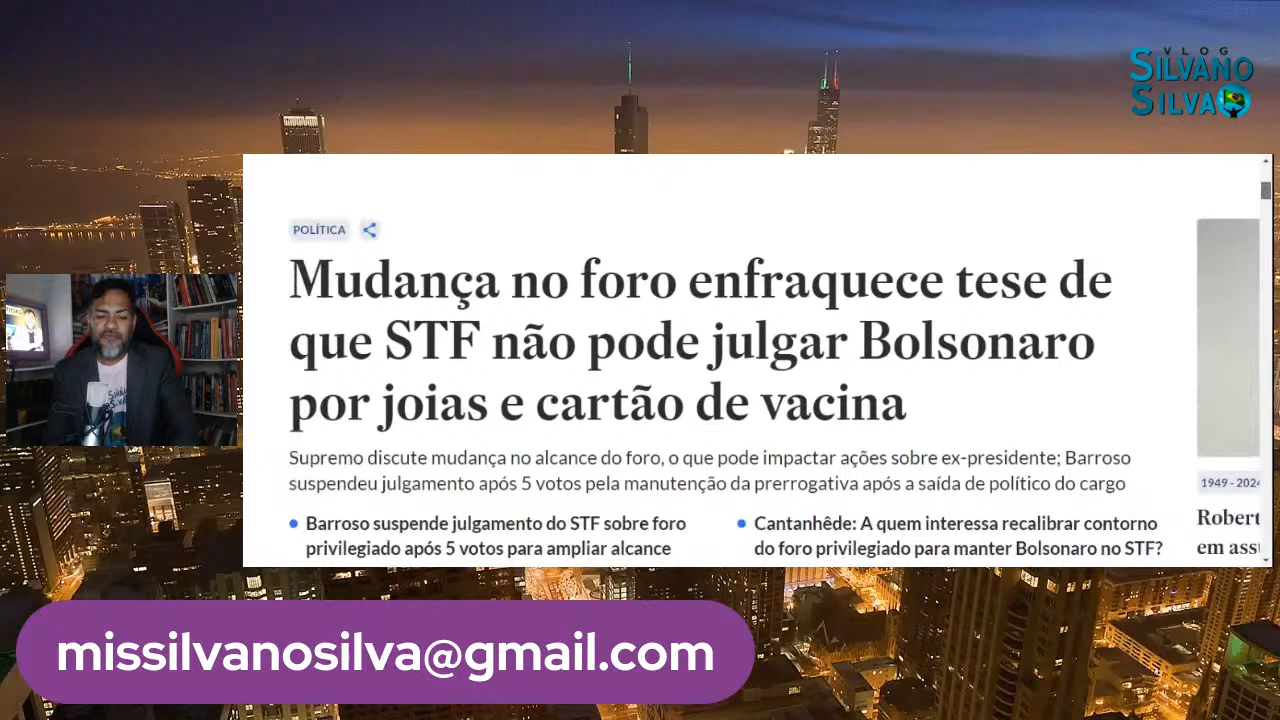 VLOG
SILVANO
SILVA
POLÍTICA
Mudança no foro enfraquece tese de
que STF não pode julgar Bolsonaro
por joias e cartão de vacina
Supremo discute mudança no alcance do foro, o que pode impactar ações sobre ex-presidente; Barroso
suspendeu julgamento após 5 votos pela manutenção da prerrogativa após a saída de político do cargo
Barroso suspende julgamento do STF sobre foro
privilegiado após 5 votos para ampliar alcance
Cantanhêde: A quem interessa recalibrar contorno
do foro privilegiado para manter Bolsonaro no STF?
1949 - 2024
Robert
em ass
missilvanosilva@gmail.com